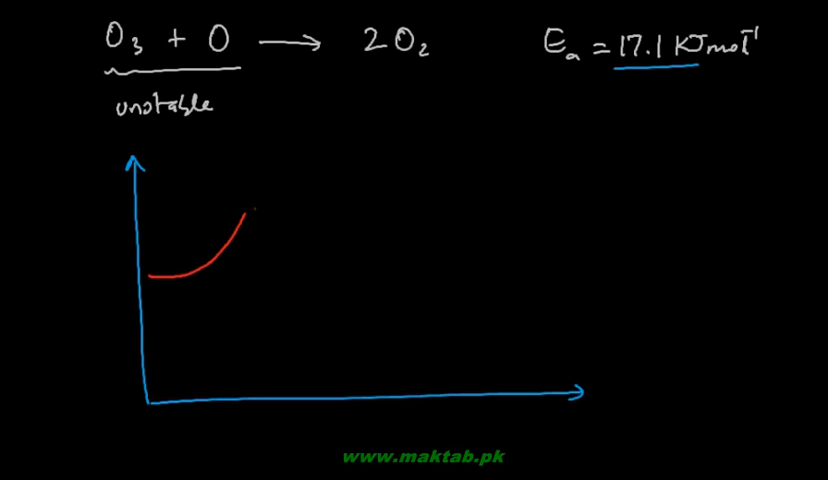 O₃ + O ⟶ 2O₂ Eₐ = 17.1 KJmol⁻¹
unstable
www.maktab.pk